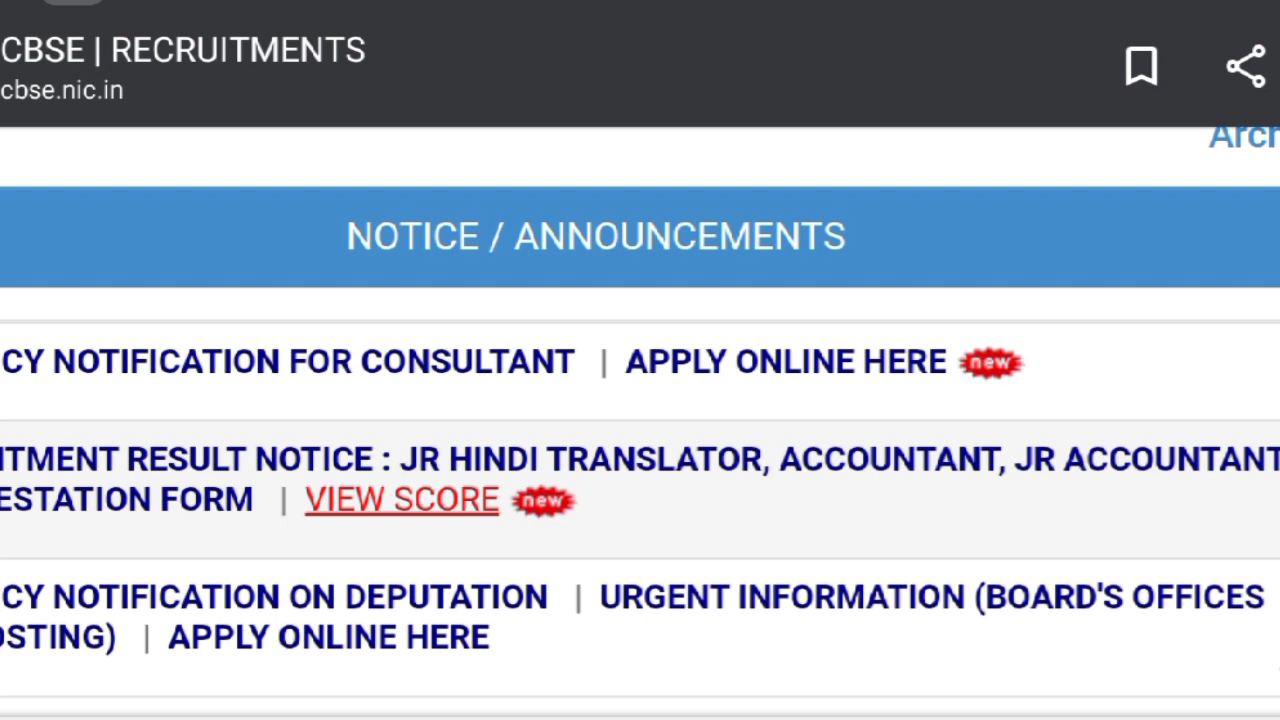 CBSE | RECRUITMENTS
cbse.nic.in
Arch
NOTICE / ANNOUNCEMENTS
CY NOTIFICATION FOR CONSULTANT | APPLY ONLINE HERE new
ITMENT RESULT NOTICE : JR HINDI TRANSLATOR, ACCOUNTANT, JR ACCOUNTANT
ESTATION FORM | VIEW SCORE new
CY NOTIFICATION ON DEPUTATION | URGENT INFORMATION (BOARD'S OFFICES
OSTING) | APPLY ONLINE HERE